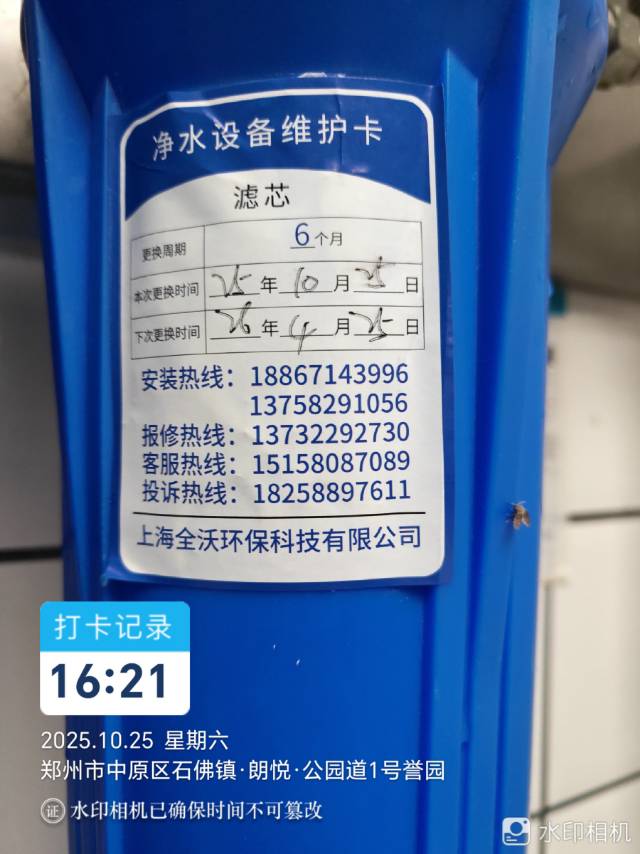 净水设备维护卡
滤芯
更换周期 6个月
本次更换时间 25年10月25日
下次更换时间 26年4月25日
安装热线：18867143996
13758291056
报修热线：13732292730
客服热线：15158087089
投诉热线：18258897611
上海全沃环保科技有限公司
打卡记录
16:21
2025.10.25 星期六
郑州市中原区石佛镇·朗悦·公园道1号誉园
证 水印相机已确保时间不可篡改
水印相机